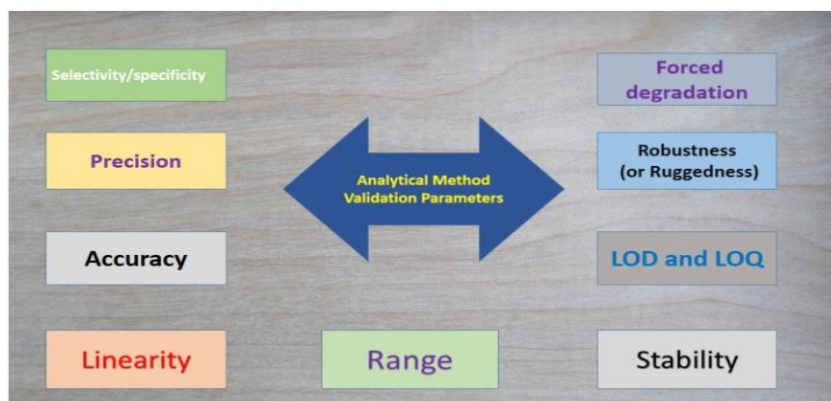 Selectivity/specificity
Forced
degradation
Precision
Analytical Method
Validation Parameters
Robustness
(or Ruggedness)
Accuracy
LOD and LOQ
Linearity
Range
Stability